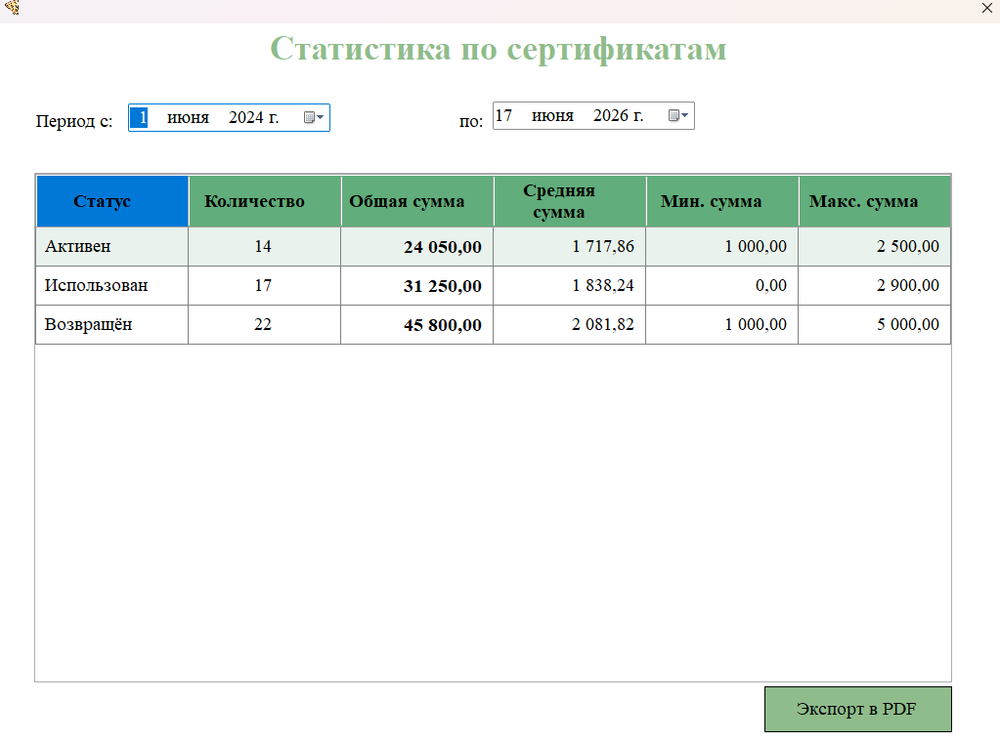 Статистика по сертификатам
Период с: 1 июня 2024 г. по: 17 июня 2026 г.
Статус Количество Общая сумма Средняя сумма Мин. сумма Макс. сумма
Активен 14 24 050,00 1 717,86 1 000,00 2 500,00
Использован 17 31 250,00 1 838,24 0,00 2 900,00
Возвращён 22 45 800,00 2 081,82 1 000,00 5 000,00
Экспорт в PDF